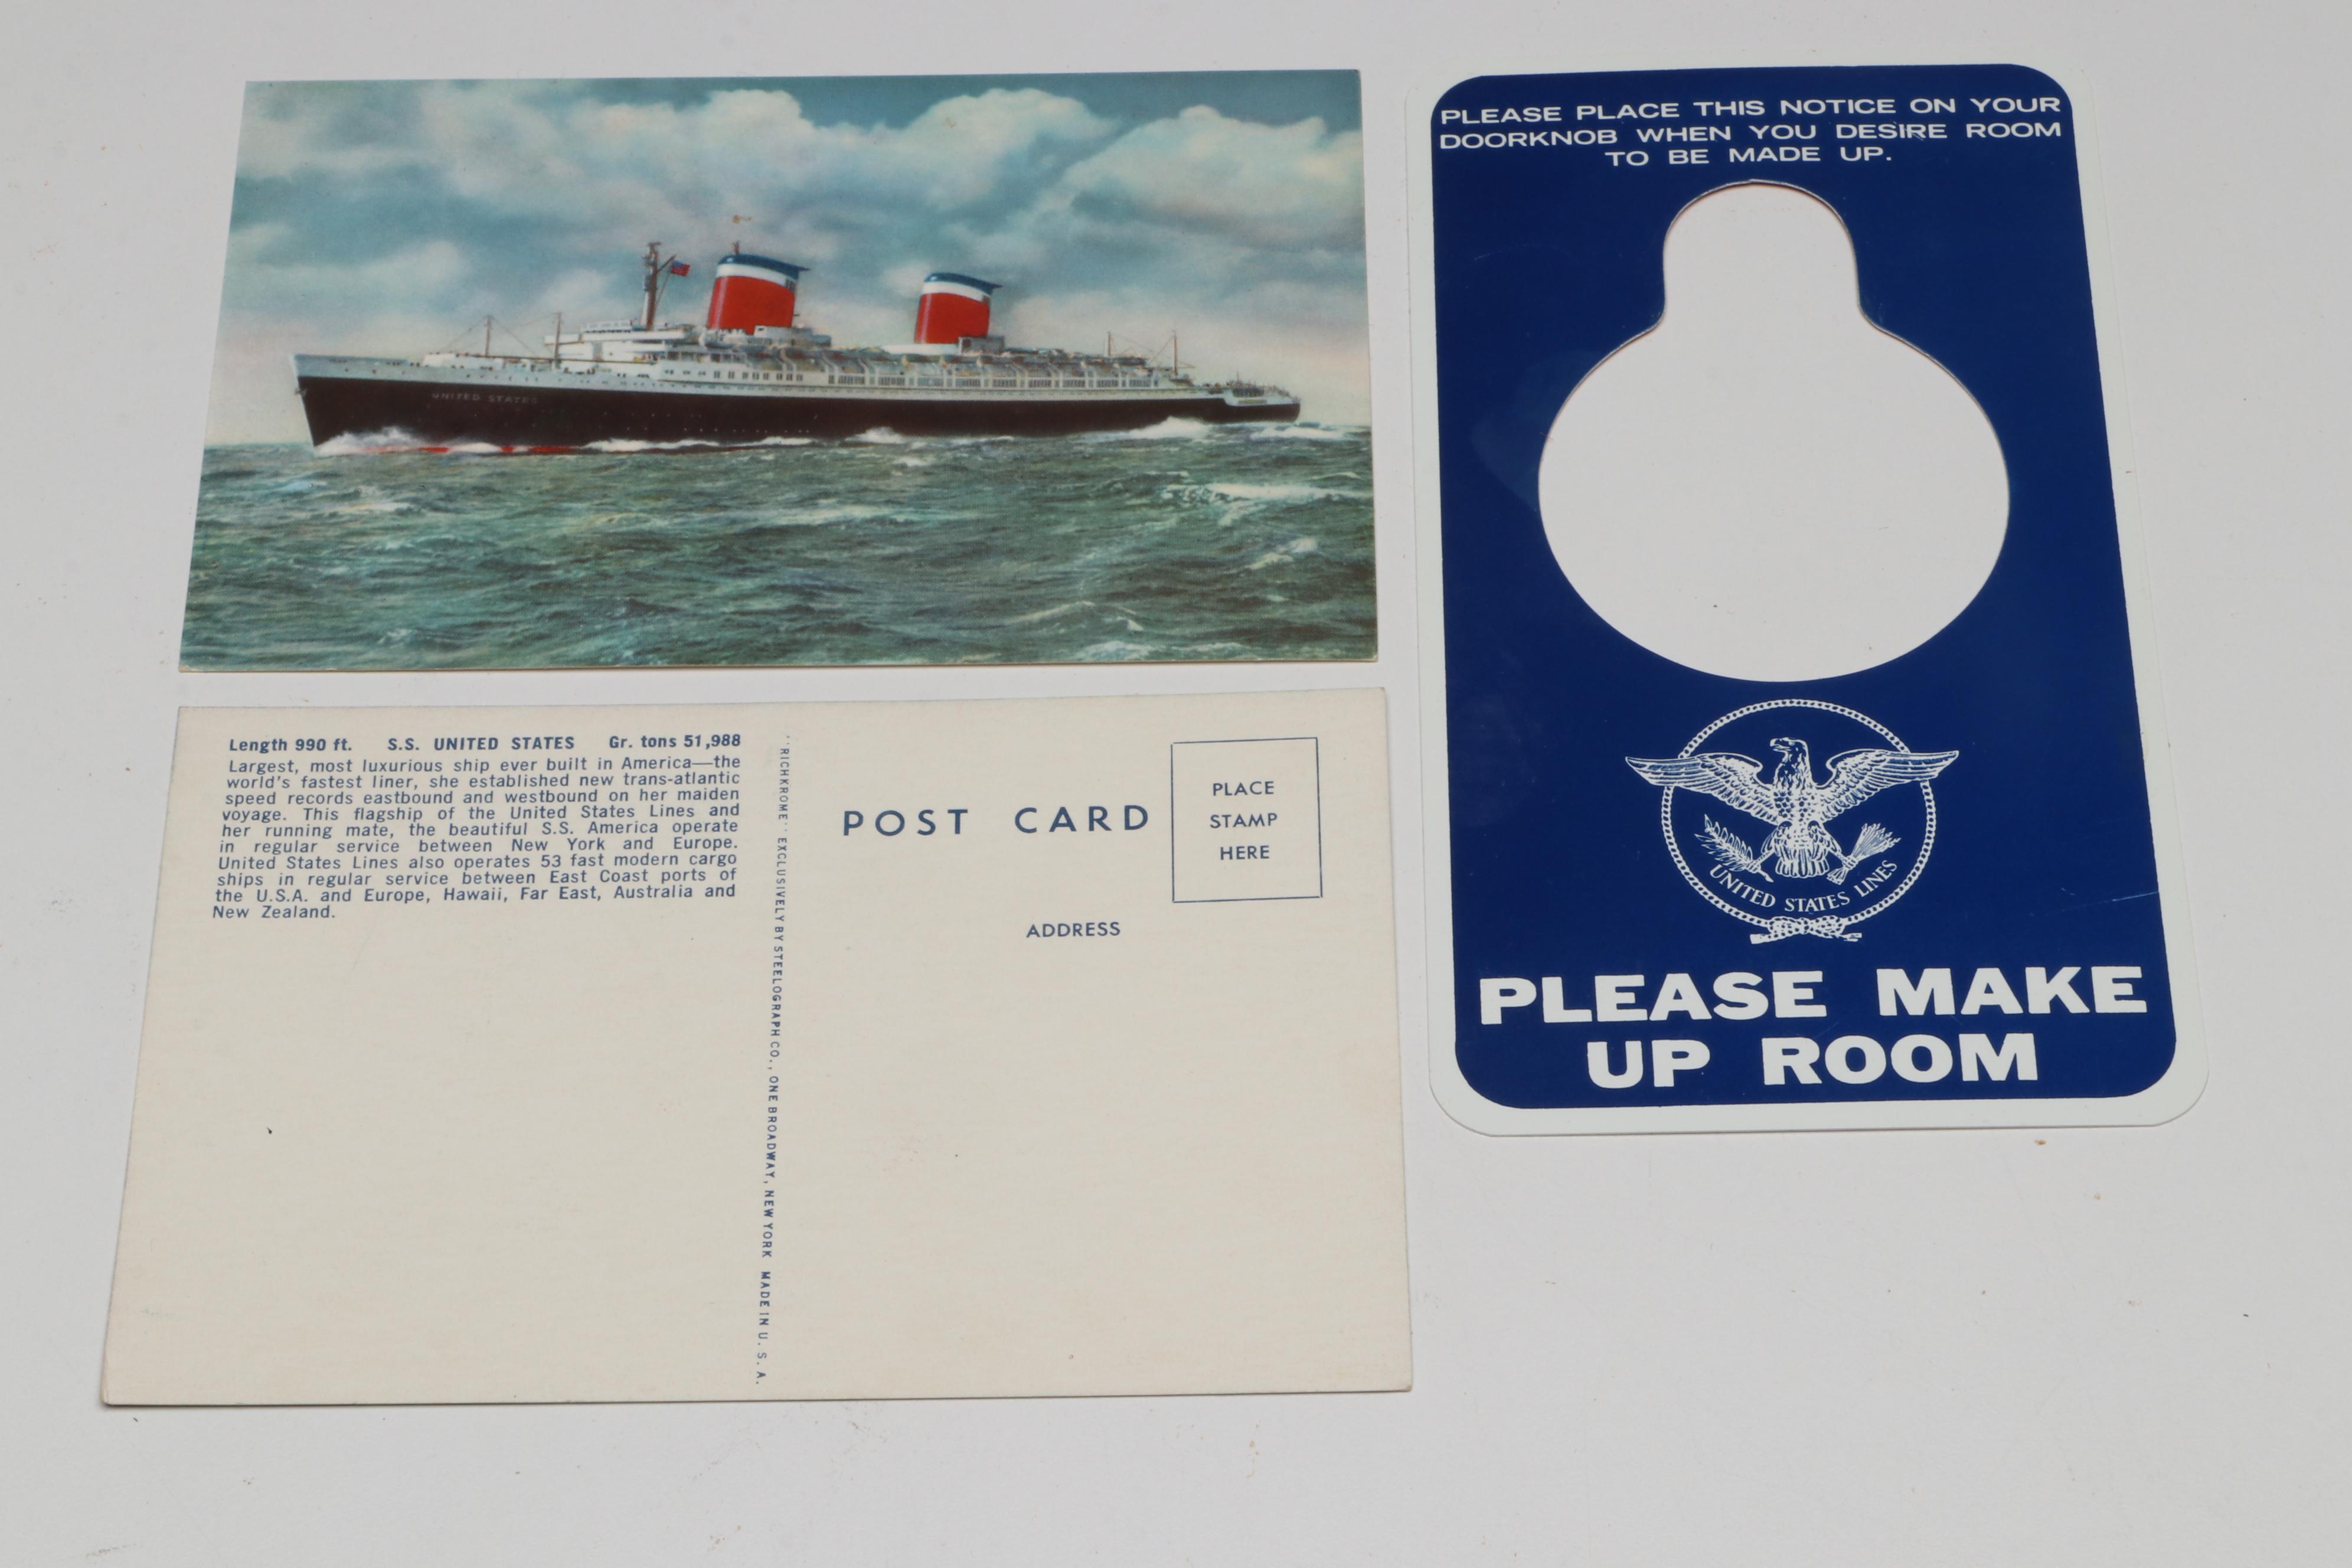 UNITED STATES
Length 990 ft. S.S. UNITED STATES Gr. tons 51,988
Largest, most luxurious ship ever built in America—the
world's fastest liner, she established new trans-atlantic
speed records eastbound and westbound on her maiden
voyage. This flagship of the United States Lines and
her running mate, the beautiful S.S. America operate
in regular service between New York and Europe.
United States Lines also operates 53 fast modern cargo
ships in regular service between East Coast ports of
the U.S.A. and Europe, Hawaii, Far East, Australia and
New Zealand.
"RICHKROME" EXCLUSIVELY BY STEELOGRAPH CO., ONE BROADWAY, NEW YORK MADE IN U.S.A.
POST CARD
PLACE
STAMP
HERE
ADDRESS
PLEASE PLACE THIS NOTICE ON YOUR
DOORKNOB WHEN YOU DESIRE ROOM
TO BE MADE UP.
UNITED STATES LINES
PLEASE MAKE
UP ROOM